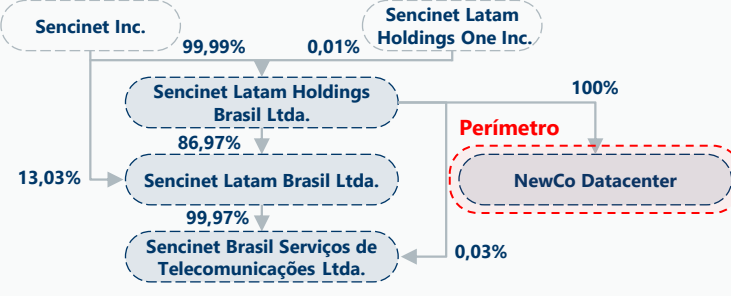 Sencinet Inc.
Sencinet Latam
Holdings One Inc.
99,99%
0,01%
Sencinet Latam Holdings
Brasil Ltda.
100%
Perímetro
86,97%
13,03%
Sencinet Latam Brasil Ltda.
NewCo Datacenter
99,97%
Sencinet Brasil Serviços de
Telecomunicações Ltda.
0,03%